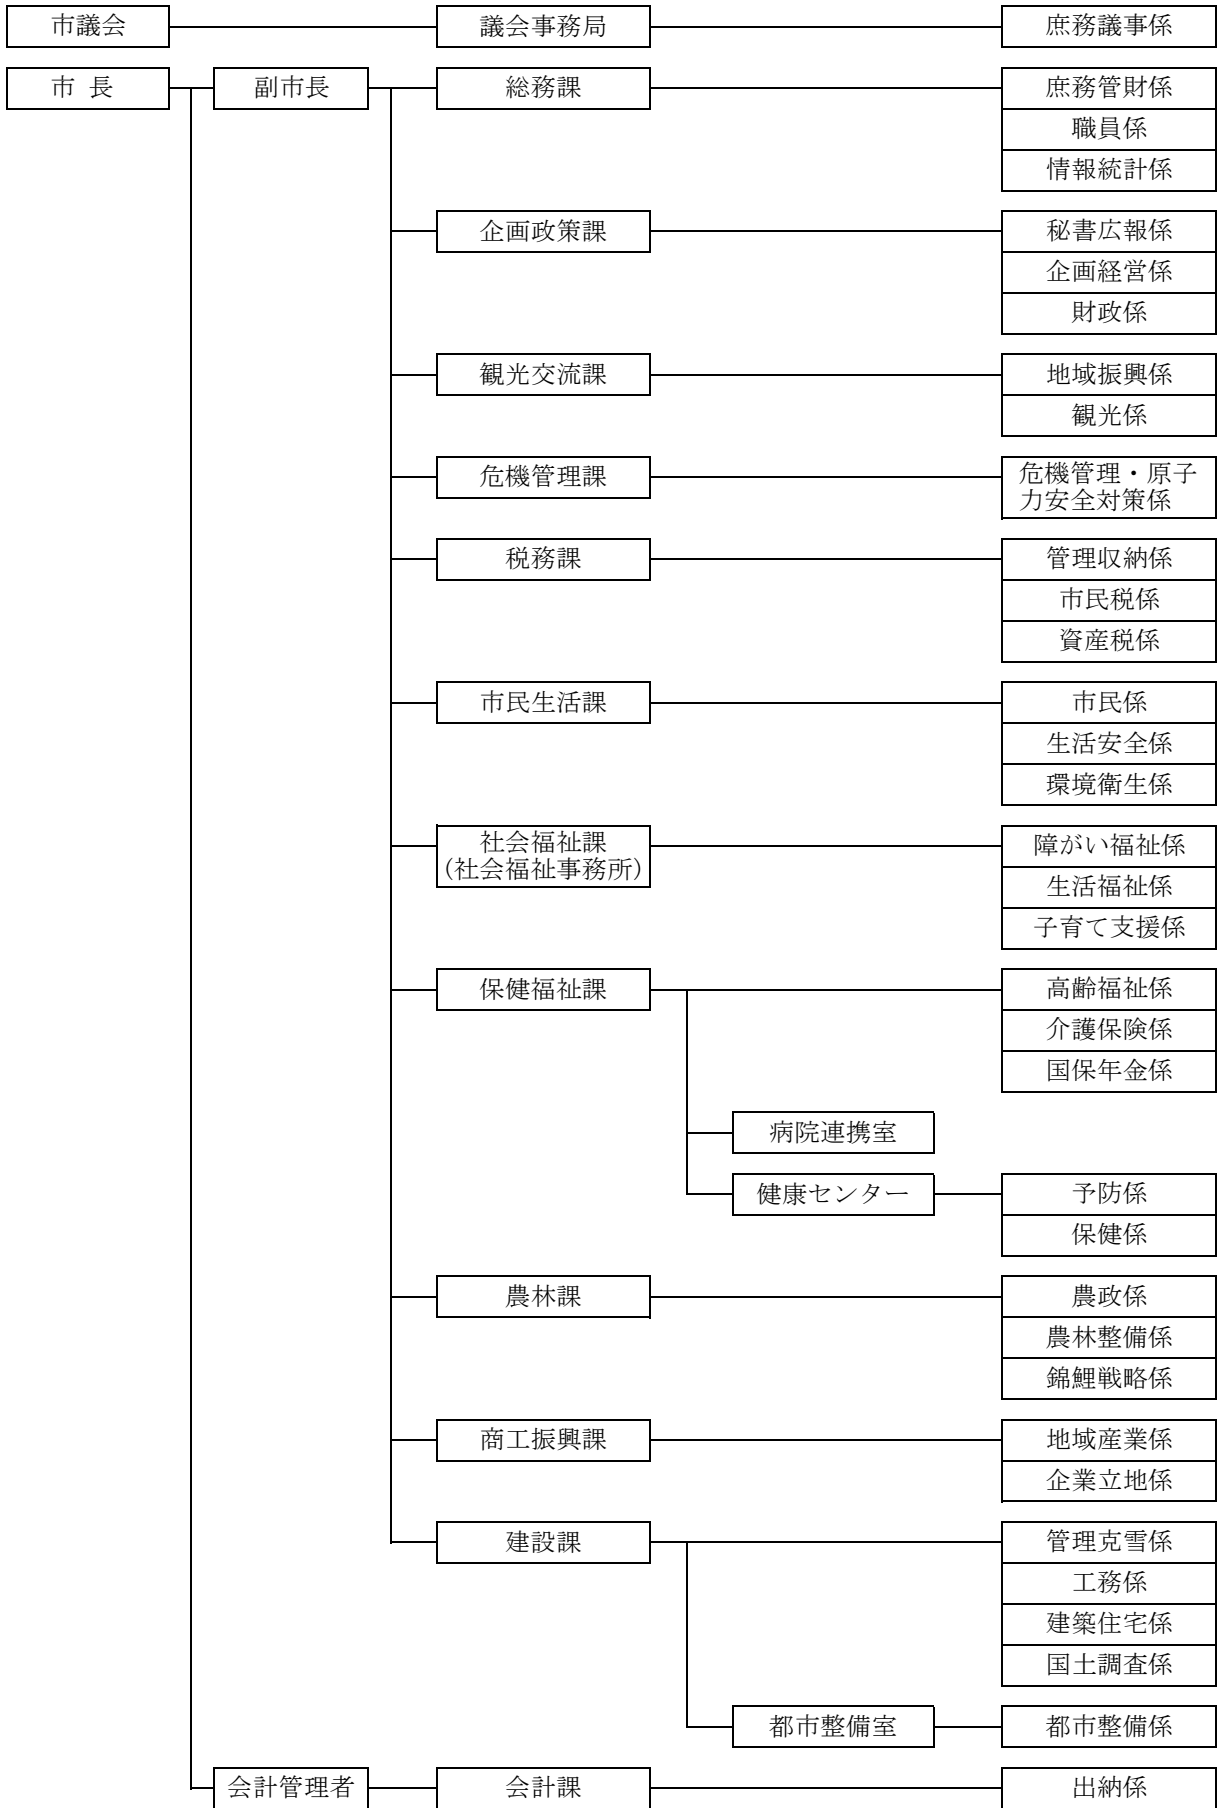 市議会
議会事務局
庶務議事係
市 長
副市長
総務課
庶務管財係
職員係
情報統計係
企画政策課
秘書広報係
企画経営係
財政係
観光交流課
地域振興係
観光係
危機管理課
危機管理・原子
力安全対策係
税務課
管理収納係
市民税係
資産税係
市民生活課
市民係
生活安全係
環境衛生係
社会福祉課
(社会福祉事務所)
障がい福祉係
生活福祉係
子育て支援係
保健福祉課
高齢福祉係
介護保険係
国保年金係
病院連携室
健康センター
予防係
保健係
農林課
農政係
農林整備係
錦鯉戦略係
商工振興課
地域産業係
企業立地係
建設課
管理克雪係
工務係
建築住宅係
国土調査係
都市整備室
都市整備係
会計管理者
会計課
出納係